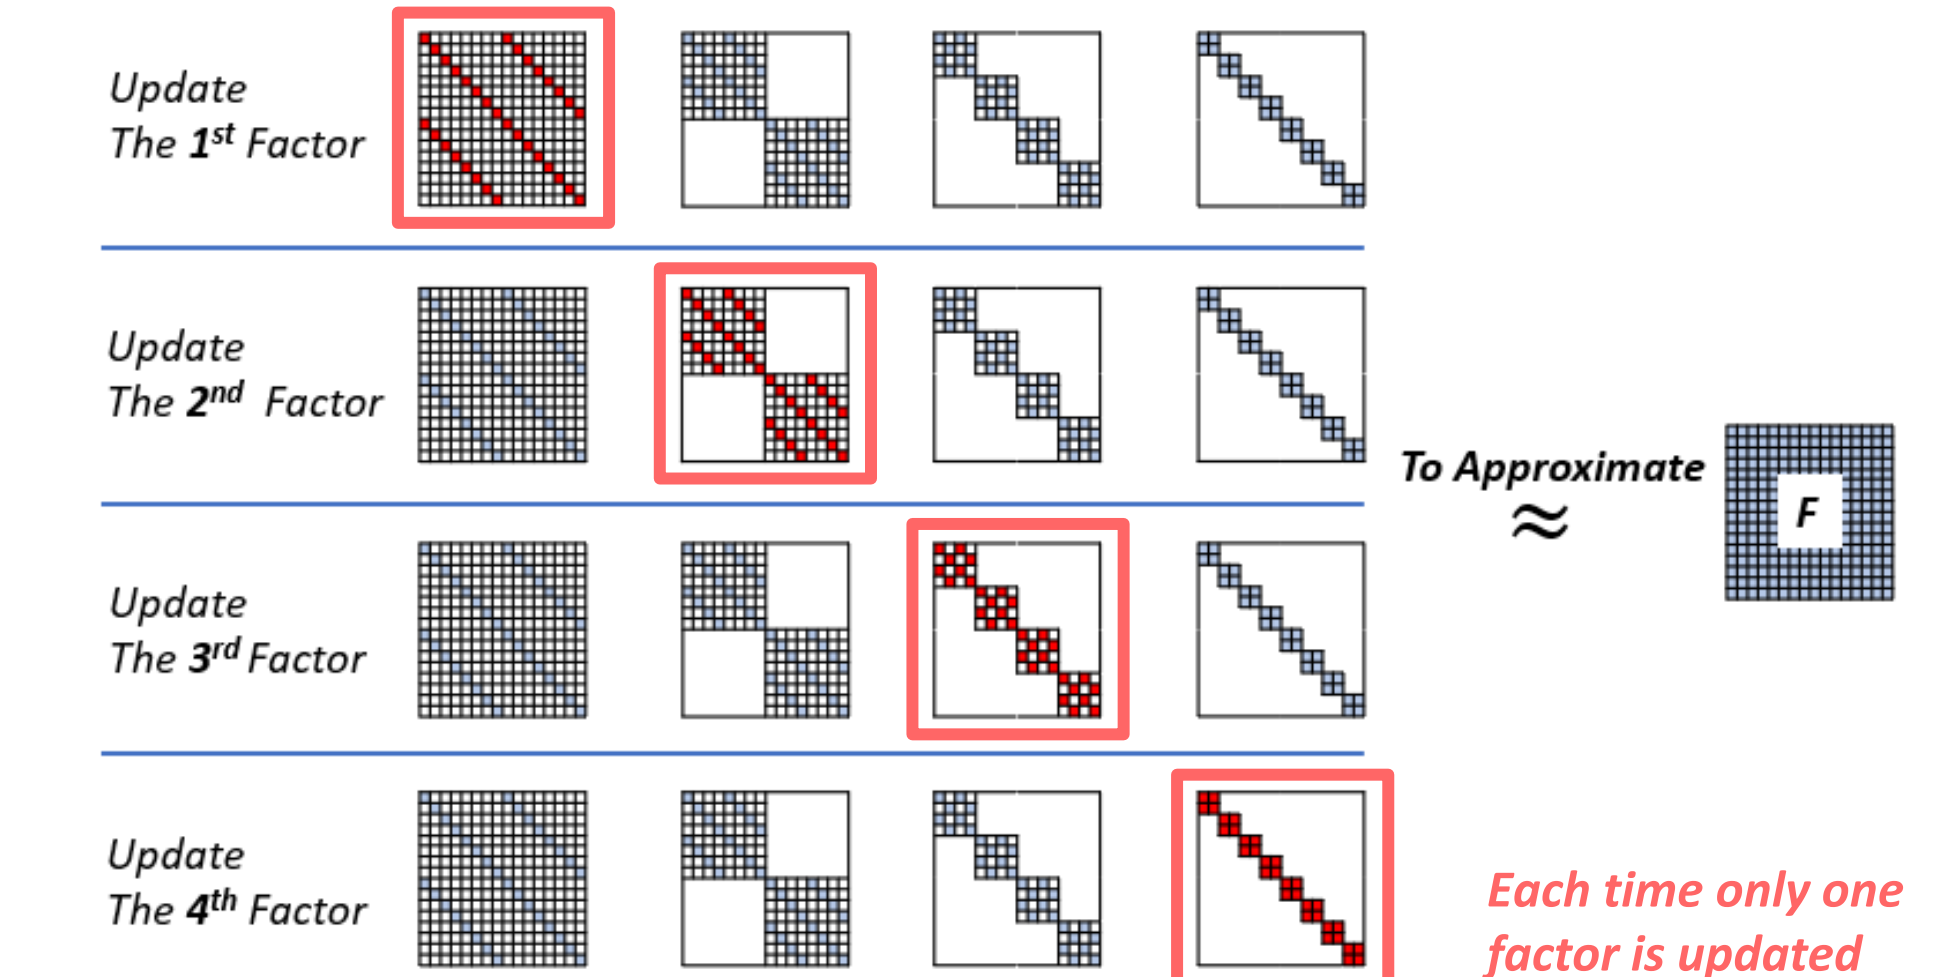 Update
The 1st Factor
Update
The 2nd Factor
Update
The 3rd Factor
Update
The 4th Factor
To Approximate
≈
F
Each time only one
factor is updated